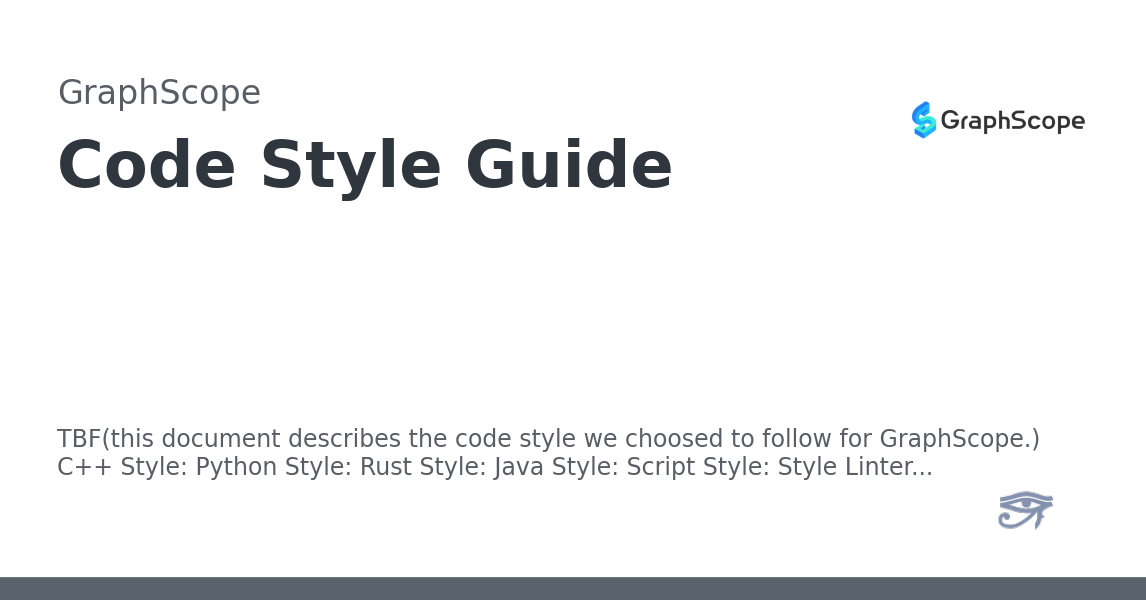 GraphScope
Code Style Guide
GraphScope
TBF(this document describes the code style we choosed to follow for GraphScope.)
C++ Style: Python Style: Rust Style: Java Style: Script Style: Style Linter...